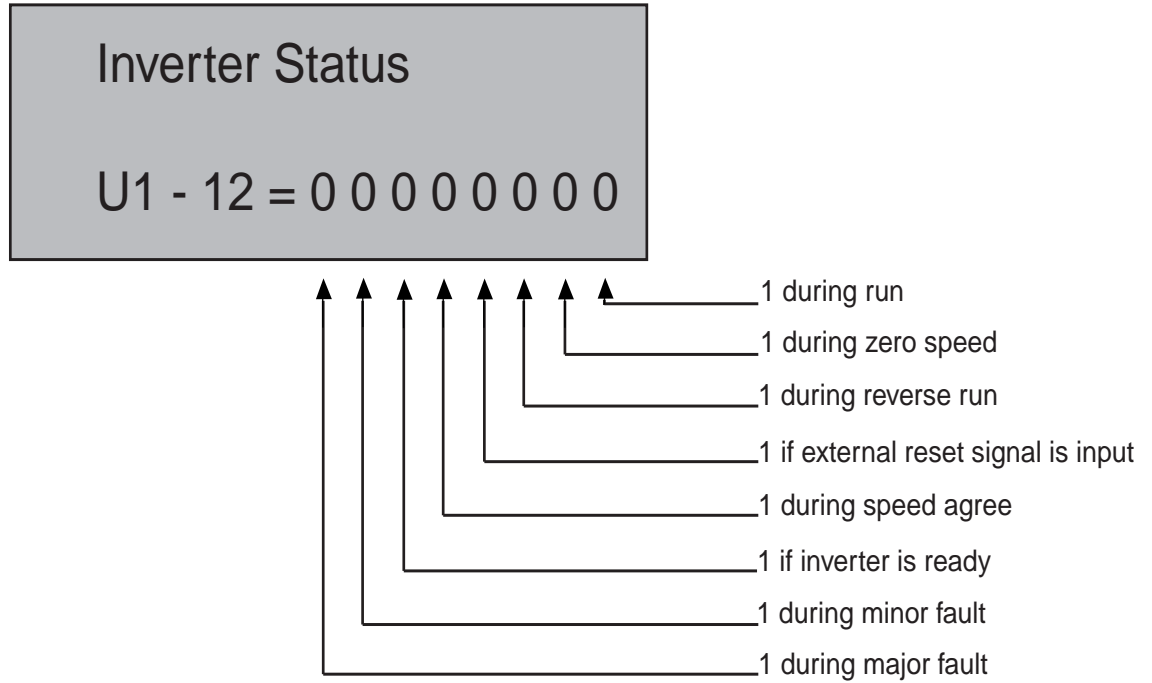 Inverter Status
U1 - 12 = 0 0 0 0 0 0 0 0
1 during run
1 during zero speed
1 during reverse run
1 if external reset signal is input
1 during speed agree
1 if inverter is ready
1 during minor fault
1 during major fault